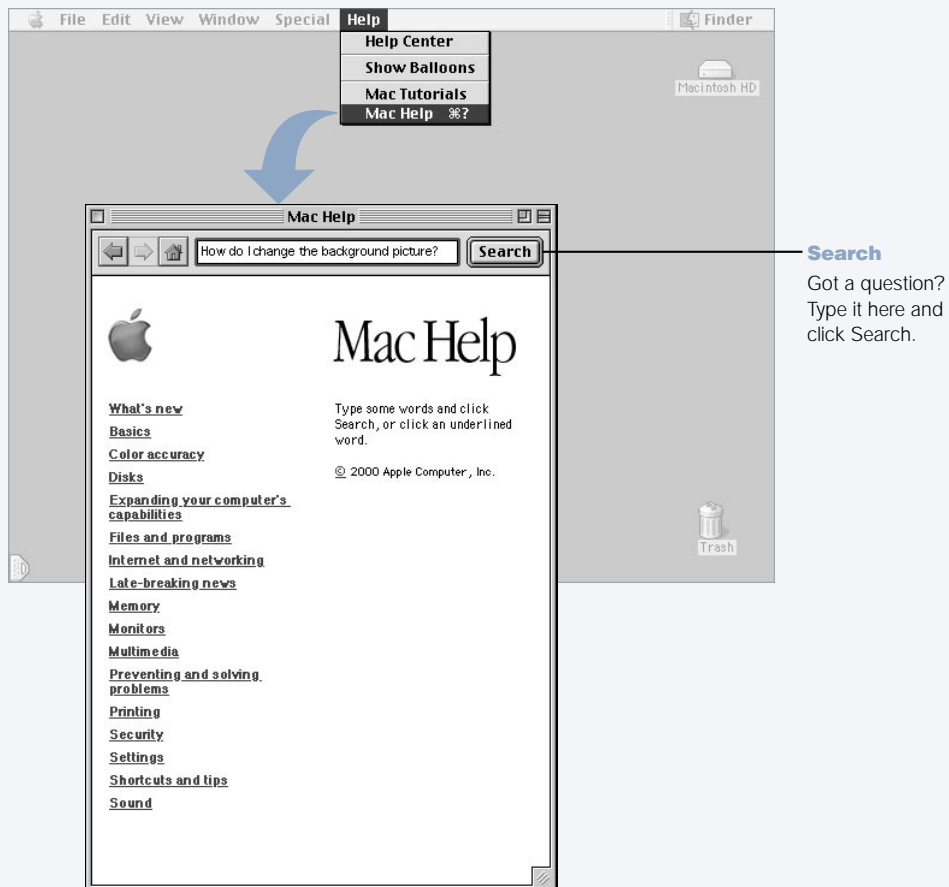 File Edit View Window Special Help Finder
Help Center
Show Balloons
Mac Tutorials
Mac Help ⌘?
Macintosh HD
Mac Help
How do I change the background picture? Search
Search
Got a question?
Type it here and
click Search.
Mac Help
What's new
Basics
Color accuracy
Disks
Expanding your computer's
capabilities
Files and programs
Internet and networking
Late-breaking news
Memory
Monitors
Multimedia
Preventing and solving
problems
Printing
Security
Settings
Shortcuts and tips
Sound
Type some words and click
Search, or click an underlined
word.
© 2000 Apple Computer, Inc.
Trash